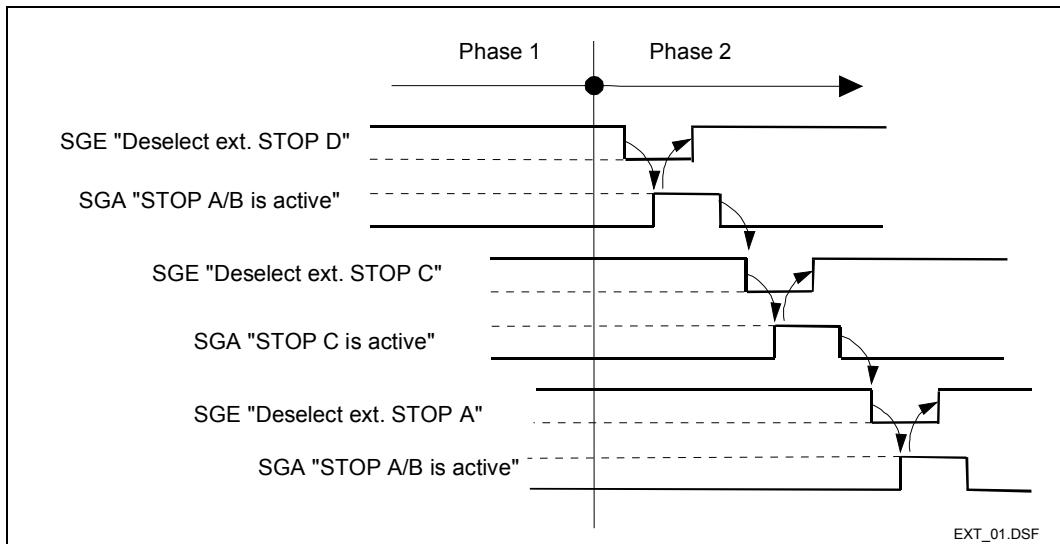 Phase 1 Phase 2
SGE "Deselect ext. STOP D"
SGA "STOP A/B is active"
SGE "Deselect ext. STOP C"
SGA "STOP C is active"
SGE "Deselect ext. STOP A"
SGA "STOP A/B is active"
EXT_01.DSF